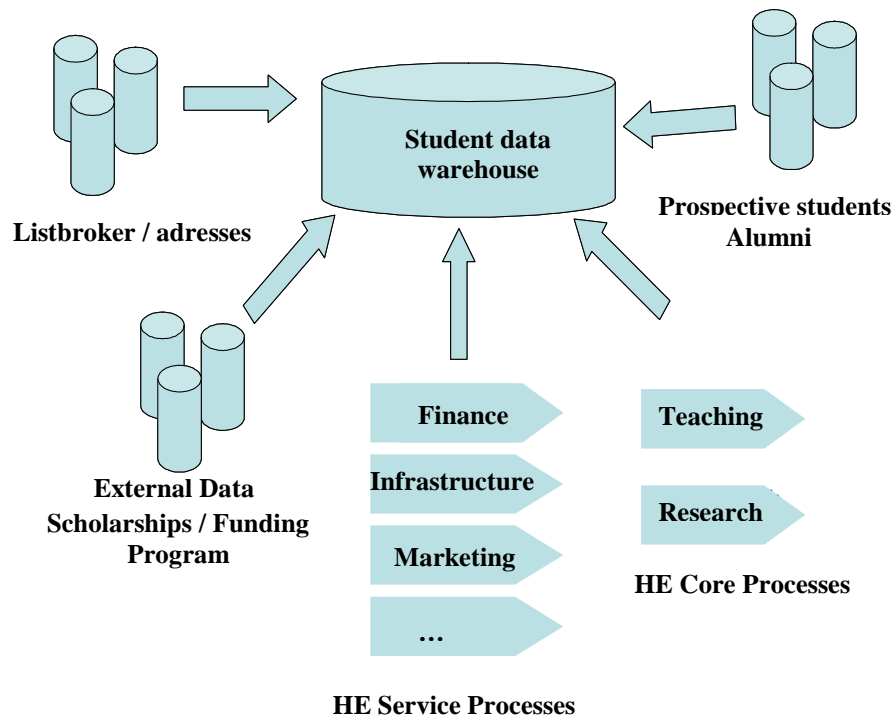 Student data
warehouse
Listbroker / adresses
Prospective students
Alumni
External Data
Scholarships / Funding
Program
Finance
Infrastructure
Marketing
…
HE Service Processes
Teaching
Research
HE Core Processes